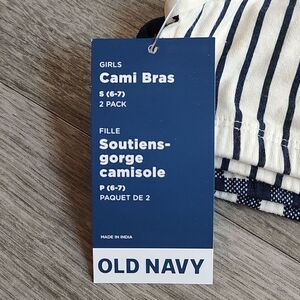 GIRLS
Cami Bras
S (6-7)
2 PACK
FILLE
Soutiens-
gorge
camisole
P (6-7)
PAQUET DE 2
MADE IN INDIA
OLD NAVY